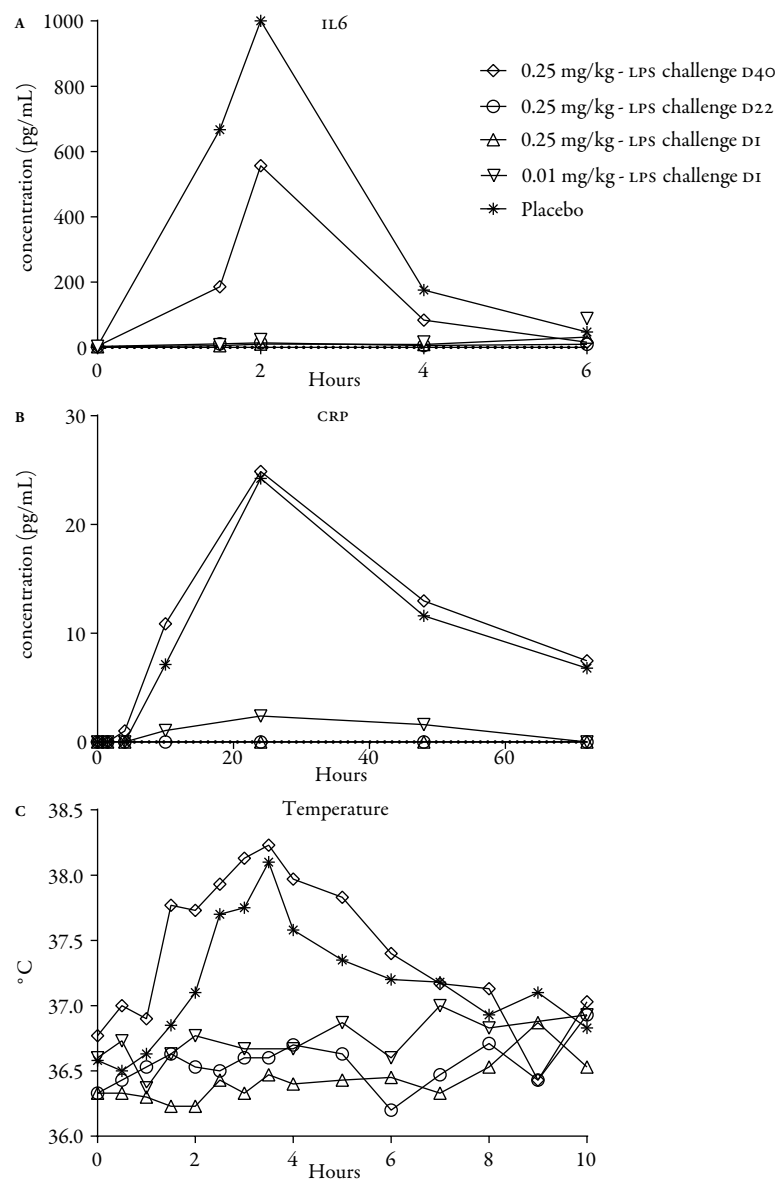 A
IL6
concentration (pg/mL)
1000
800
600
400
200
0
0 2 4 6
Hours
0.25 mg/kg - LPS challenge D40
0.25 mg/kg - LPS challenge D22
0.25 mg/kg - LPS challenge D1
0.01 mg/kg - LPS challenge D1
Placebo
B
CRP
concentration (pg/mL)
30
20
10
0
0 20 40 60
Hours
C
Temperature
°C
38.5
38.0
37.5
37.0
36.5
36.0
0 2 4 6 8 10
Hours